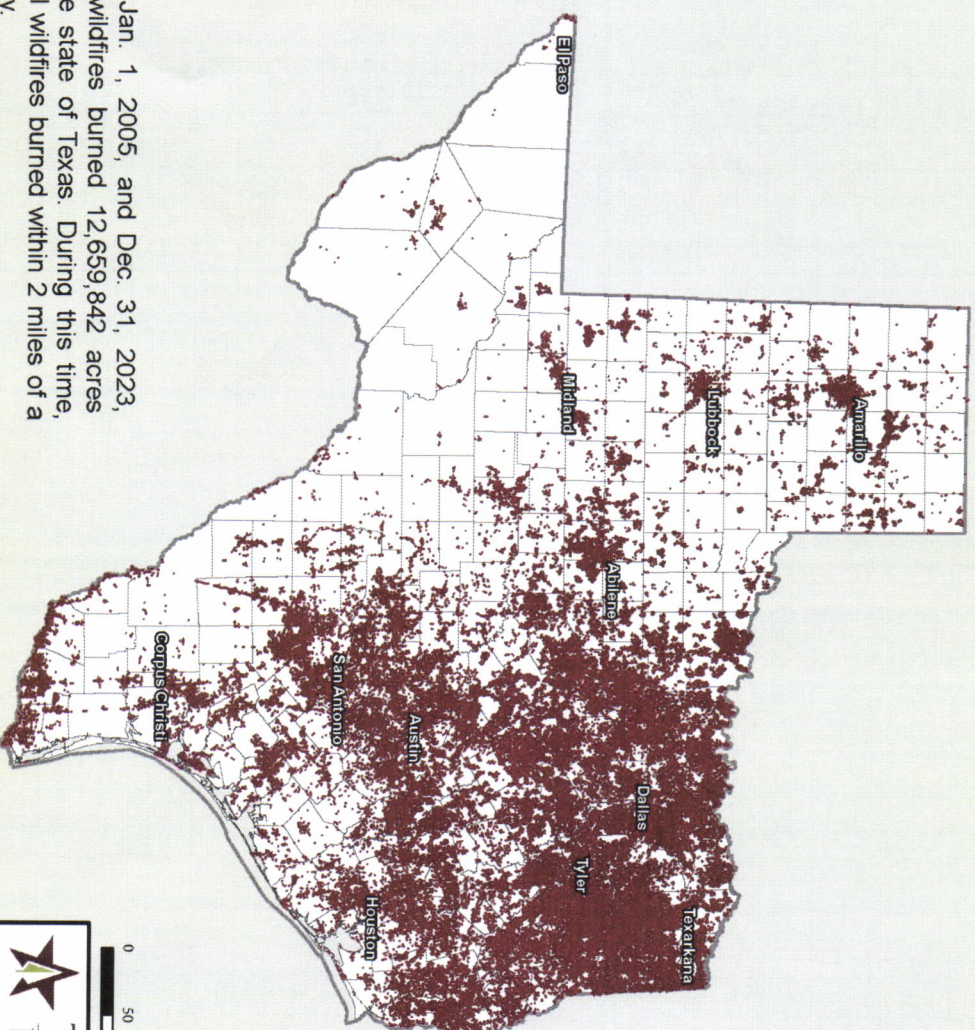 El Paso
Amarillo
Lubbock
Midland
Abilene
Dallas
Tyler
Texarkana
Austin
San Antonio
Houston
Corpus Christi
Jan. 1, 2005, and Dec. 31, 2023,
wildfires burned 12,659,842 acres
state of Texas. During this time,
wildfires burned within 2 miles of a
0 50